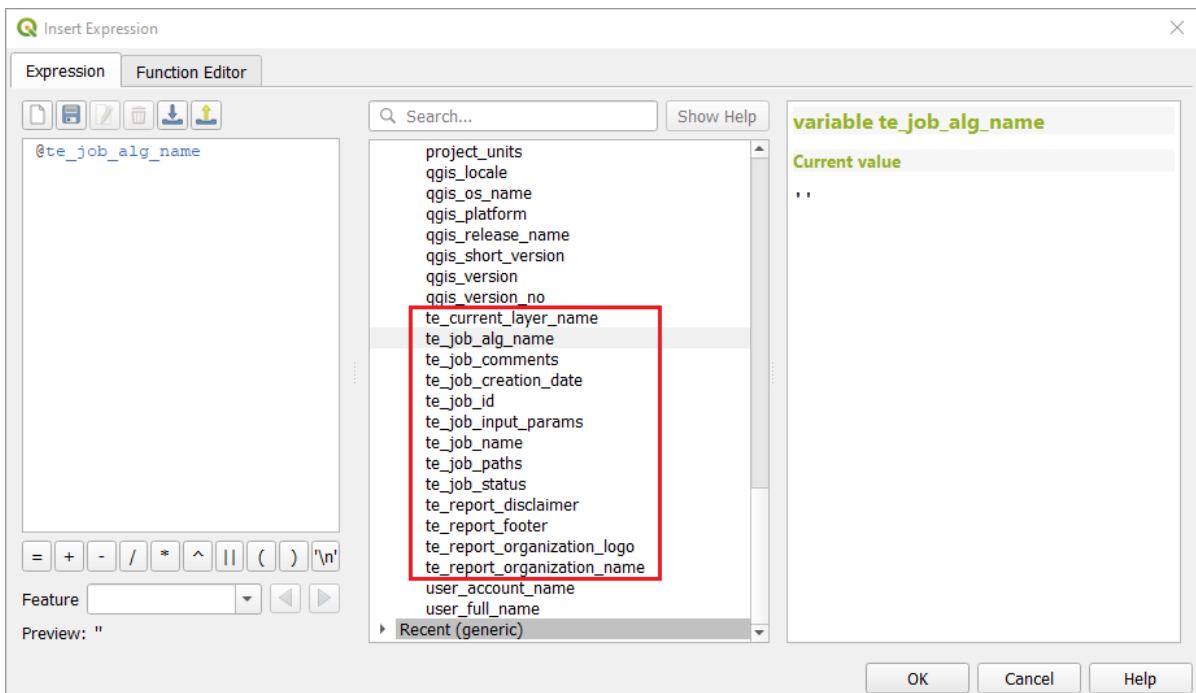 Insert Expression
Expression
Function Editor
@te_job_alg_name
= + - / * ^ || ( ) '\n'
Feature
Preview: ''
Search...
Show Help
project_units
qgis_locale
qgis_os_name
qgis_platform
qgis_release_name
qgis_short_version
qgis_version
qgis_version_no
te_current_layer_name
te_job_alg_name
te_job_comments
te_job_creation_date
te_job_id
te_job_input_params
te_job_name
te_job_paths
te_job_status
te_report_disclaimer
te_report_footer
te_report_organization_logo
te_report_organization_name
user_account_name
user_full_name
Recent (generic)
variable te_job_alg_name
Current value
''
OK
Cancel
Help